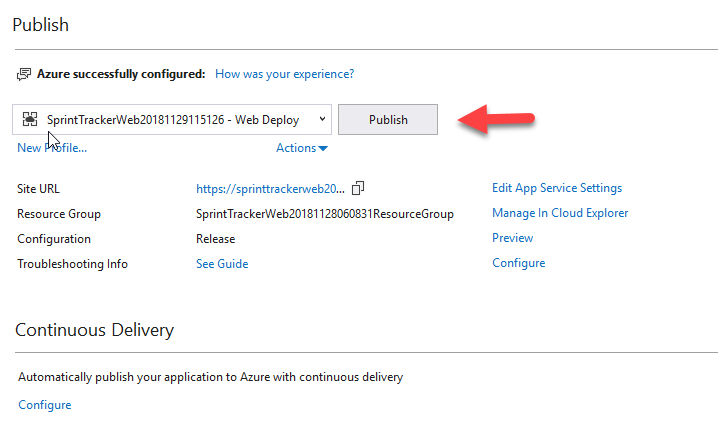 Publish
Azure successfully configured: How was your experience?
SprintTrackerWeb20181129115126 - Web Deploy Publish
New Profile... Actions
Site URL https://sprinttrackerweb20... Edit App Service Settings
Resource Group SprintTrackerWeb20181128060831ResourceGroup Manage In Cloud Explorer
Configuration Release Preview
Troubleshooting Info See Guide Configure
Continuous Delivery
Automatically publish your application to Azure with continuous delivery
Configure